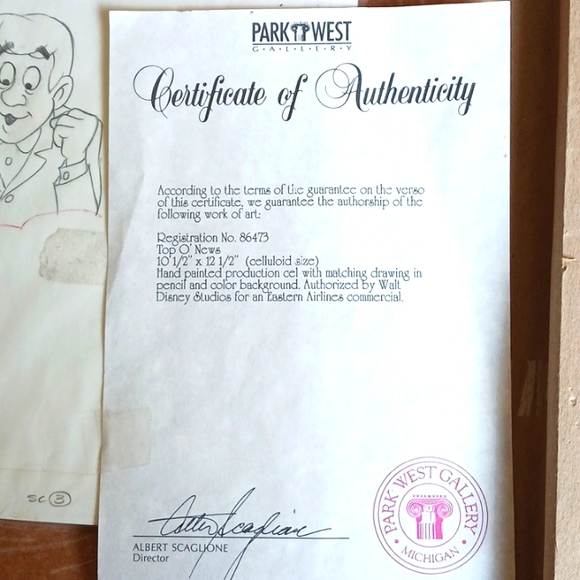 PARK WEST
G·A·L·L·E·R·Y
Certificate of Authenticity
According to the terms of the guarantee on the verso
of this certificate, we guarantee the authorship of the
following work of art:
Registration No. 86473
Top O' News
10 1/2" x 12 1/2" (celluloid size)
Hand painted production cel with matching drawing in
pencil and color background. Authorized by Walt
Disney Studios for an Eastern Airlines commercial.
SC 3
Albert Scaglione
ALBERT SCAGLIONE
Director
PARK WEST GALLERY
• MICHIGAN •